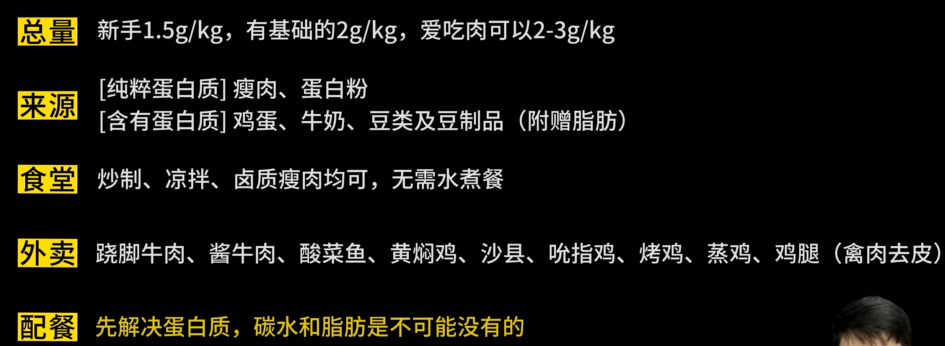 总量 新手1.5g/kg，有基础的2g/kg，爱吃肉可以2-3g/kg
来源 [纯粹蛋白质] 瘦肉、蛋白粉
[含有蛋白质] 鸡蛋、牛奶、豆类及豆制品（附赠脂肪）
食堂 炒制、凉拌、卤质瘦肉均可，无需水煮餐
外卖 跷脚牛肉、酱牛肉、酸菜鱼、黄焖鸡、沙县、吮指鸡、烤鸡、蒸鸡、鸡腿（禽肉去皮）
配餐 先解决蛋白质，碳水和脂肪是不可能没有的